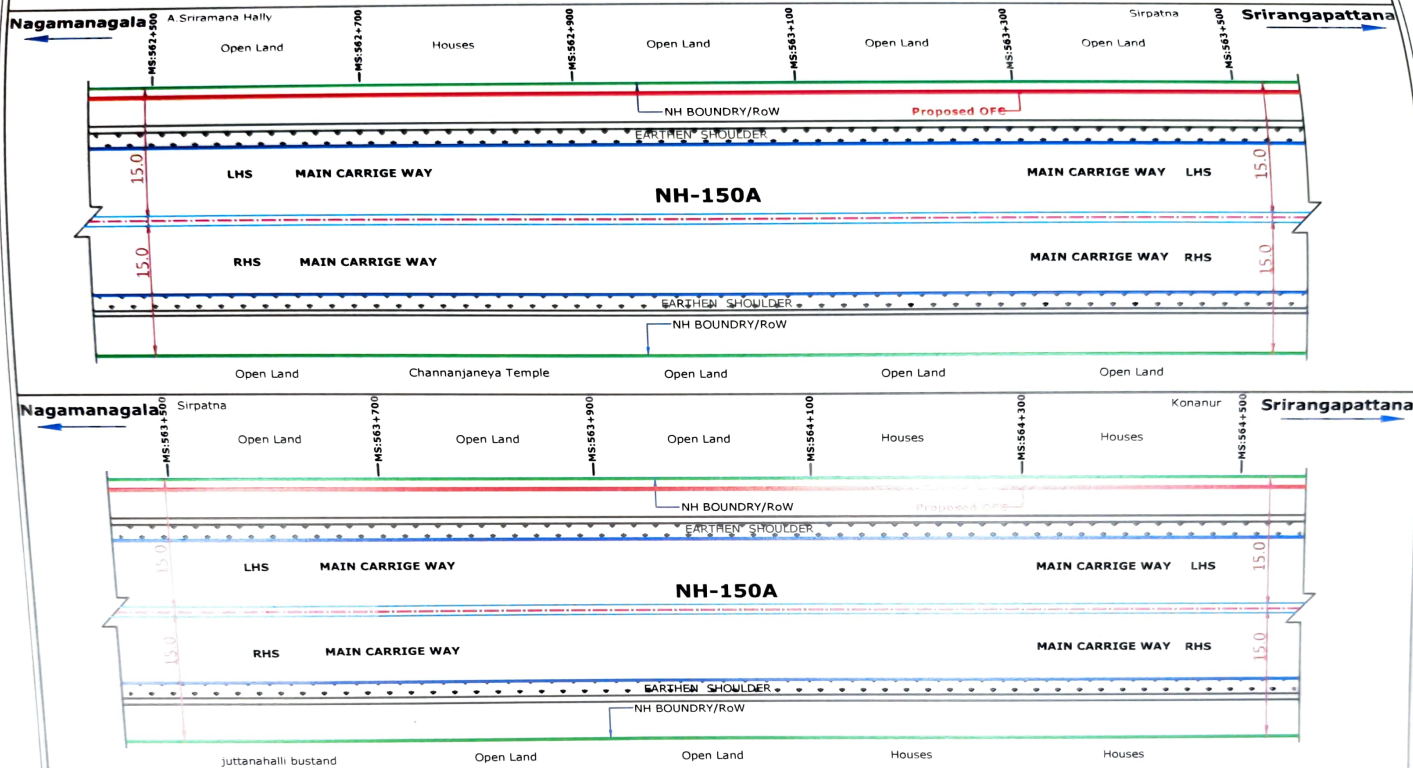 Nagamanagala A.Sriramana Hally Sirpatna Srirangapattana
MS:562+500 MS:562+700 MS:562+900 MS:563+100 MS:563+300 MS:563+500
Open Land Houses Open Land Open Land Open Land
NH BOUNDRY/RoW Proposed OFC
EARTHEN SHOULDER
15.0 15.0
LHS MAIN CARRIGE WAY MAIN CARRIGE WAY LHS
NH-150A
15.0 15.0
RHS MAIN CARRIGE WAY MAIN CARRIGE WAY RHS
EARTHEN SHOULDER
NH BOUNDRY/RoW
Open Land Channanjaneya Temple Open Land Open Land Open Land
Nagamanagala Sirpatna Konanur Srirangapattana
MS:563+500 MS:563+700 MS:563+900 MS:564+100 MS:564+300 MS:564+500
Open Land Open Land Open Land Houses Houses
NH BOUNDRY/RoW Proposed OFC
EARTHEN SHOULDER
15.0 15.0
LHS MAIN CARRIGE WAY MAIN CARRIGE WAY LHS
NH-150A
15.0 15.0
RHS MAIN CARRIGE WAY MAIN CARRIGE WAY RHS
EARTHEN SHOULDER
NH BOUNDRY/RoW
juttanahalli bustand Open Land Open Land Houses Houses